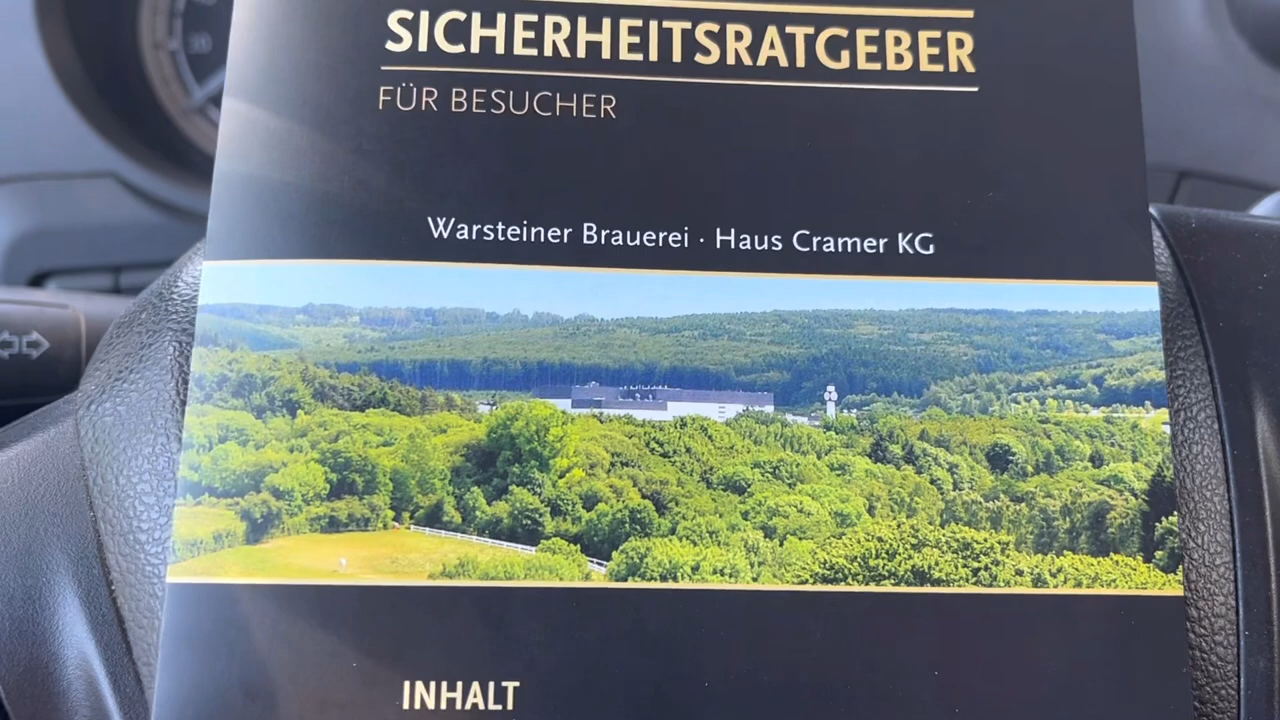 SICHERHEITSRATGEBER
FÜR BESUCHER
Warsteiner Brauerei · Haus Cramer KG
INHALT